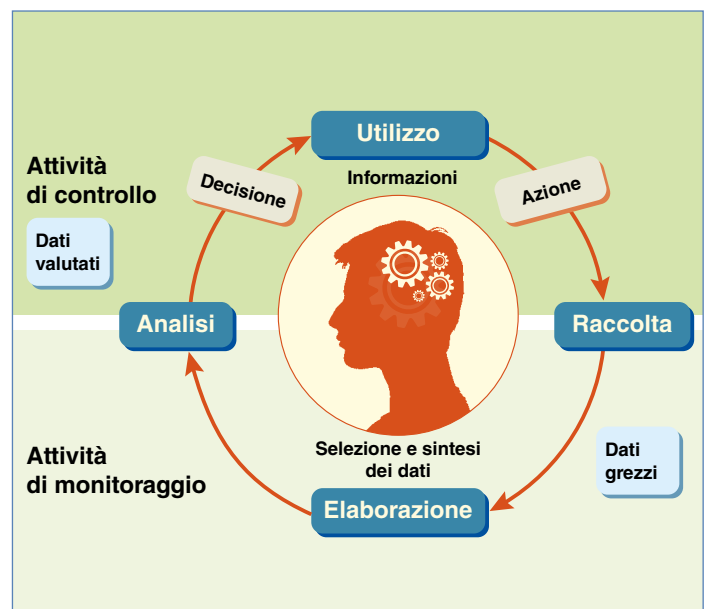 Utilizzo
Informazioni
Decisione
Azione
Attività
di controllo
Dati
valutati
Analisi
Raccolta
Attività
di monitoraggio
Selezione e sintesi
dei dati
Elaborazione
Dati
grezzi